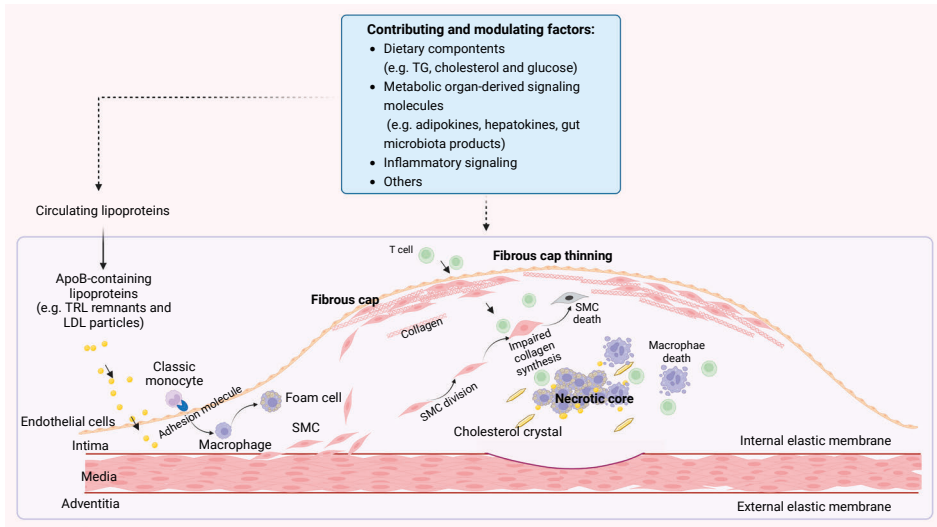 Contributing and modulating factors:
• Dietary compontents
(e.g. TG, cholesterol and glucose)
• Metabolic organ-derived signaling
molecules
(e.g. adipokines, hepatokines, gut
microbiota products)
• Inflammatory signaling
• Others
Circulating lipoproteins
ApoB-containing
lipoproteins
(e.g. TRL remnants and
LDL particles)
T cell
Fibrous cap thinning
Fibrous cap
Collagen
SMC
death
Impaired
collagen
synthesis
Macrophae
death
Classic
monocyte
Adhesion molecule
Foam cell
SMC division
Necrotic core
Endothelial cells
Macrophage
SMC
Cholesterol crystal
Intima
Internal elastic membrane
Media
Adventitia
External elastic membrane